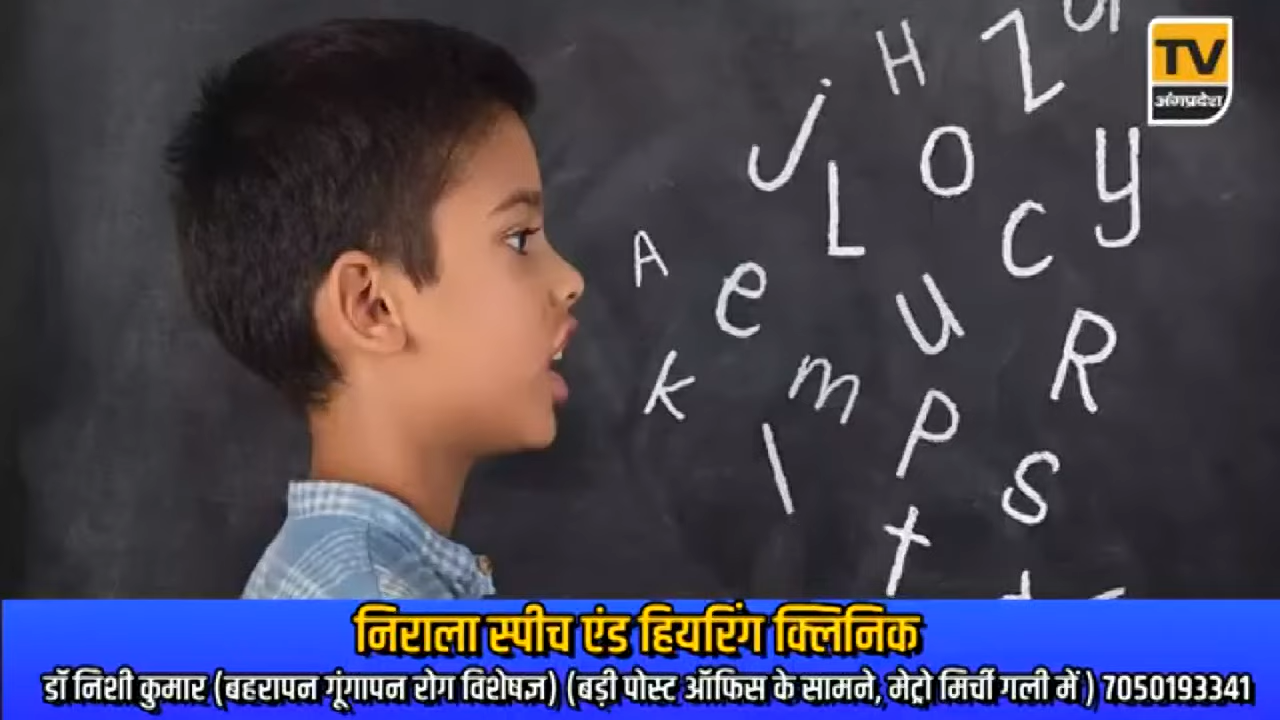 H Z
TV
अंगप्रदेश
J O y
L C
A e u
R
k m
P
l S
t
निराला स्पीच एंड हियरिंग क्लिनिक
डॉ निशी कुमार (बहरापन गूंगापन रोग विशेषज्ञ) (बड़ी पोस्ट ऑफिस के सामने, मेट्रो मिर्ची गली में ) 7050193341